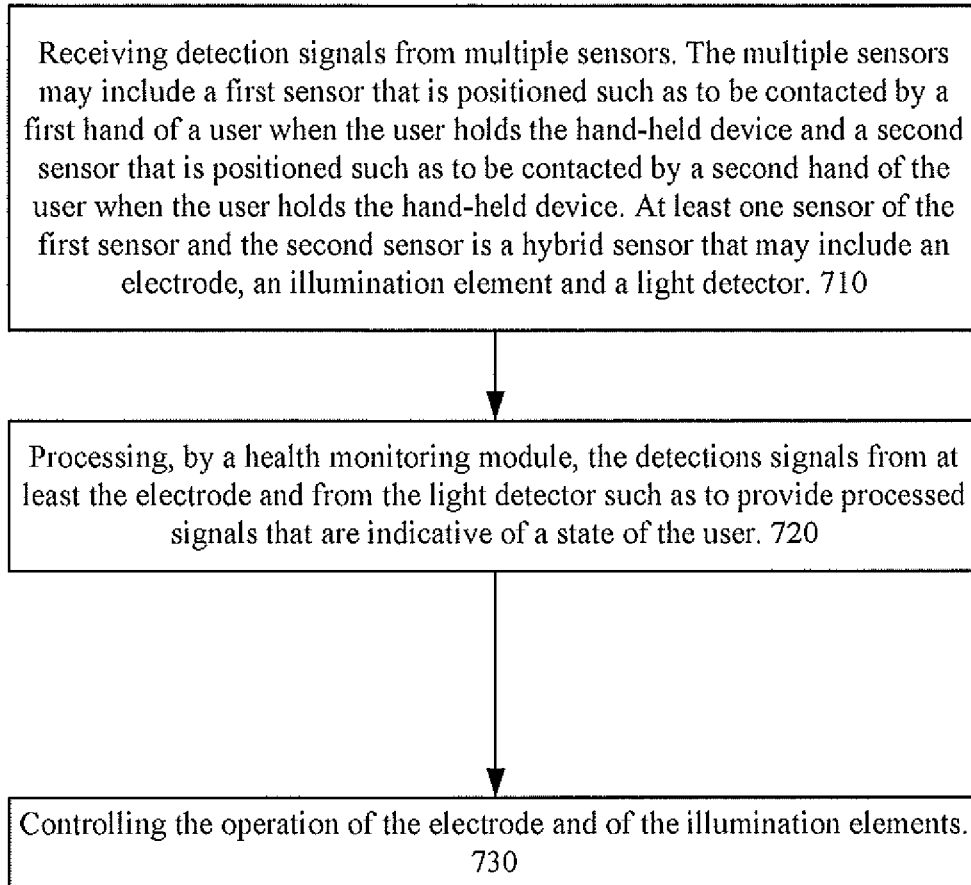 Receiving detection signals from multiple sensors. The multiple sensors
may include a first sensor that is positioned such as to be contacted by a
first hand of a user when the user holds the hand-held device and a second
sensor that is positioned such as to be contacted by a second hand of the
user when the user holds the hand-held device. At least one sensor of the
first sensor and the second sensor is a hybrid sensor that may include an
electrode, an illumination element and a light detector. 710
Processing, by a health monitoring module, the detections signals from at
least the electrode and from the light detector such as to provide processed
signals that are indicative of a state of the user. 720
Controlling the operation of the electrode and of the illumination elements.
730